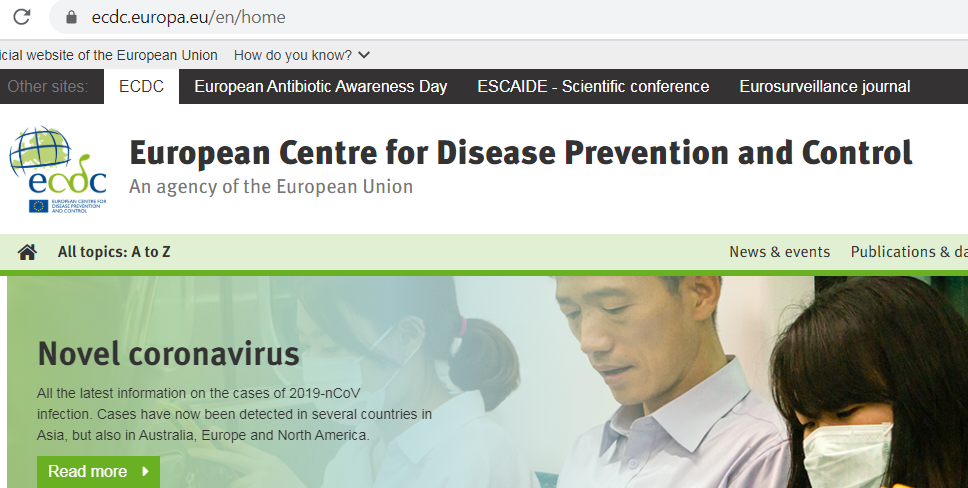 ecdc.europa.eu/en/home
icial website of the European Union How do you know?
Other sites: ECDC European Antibiotic Awareness Day ESCAIDE - Scientific conference Eurosurveillance journal
European Centre for Disease Prevention and Control
An agency of the European Union
ecdc
EUROPEAN CENTRE FOR
DISEASE PREVENTION
AND CONTROL
All topics: A to Z News & events Publications & da
Novel coronavirus
All the latest information on the cases of 2019-nCoV
infection. Cases have now been detected in several countries in
Asia, but also in Australia, Europe and North America.
Read more